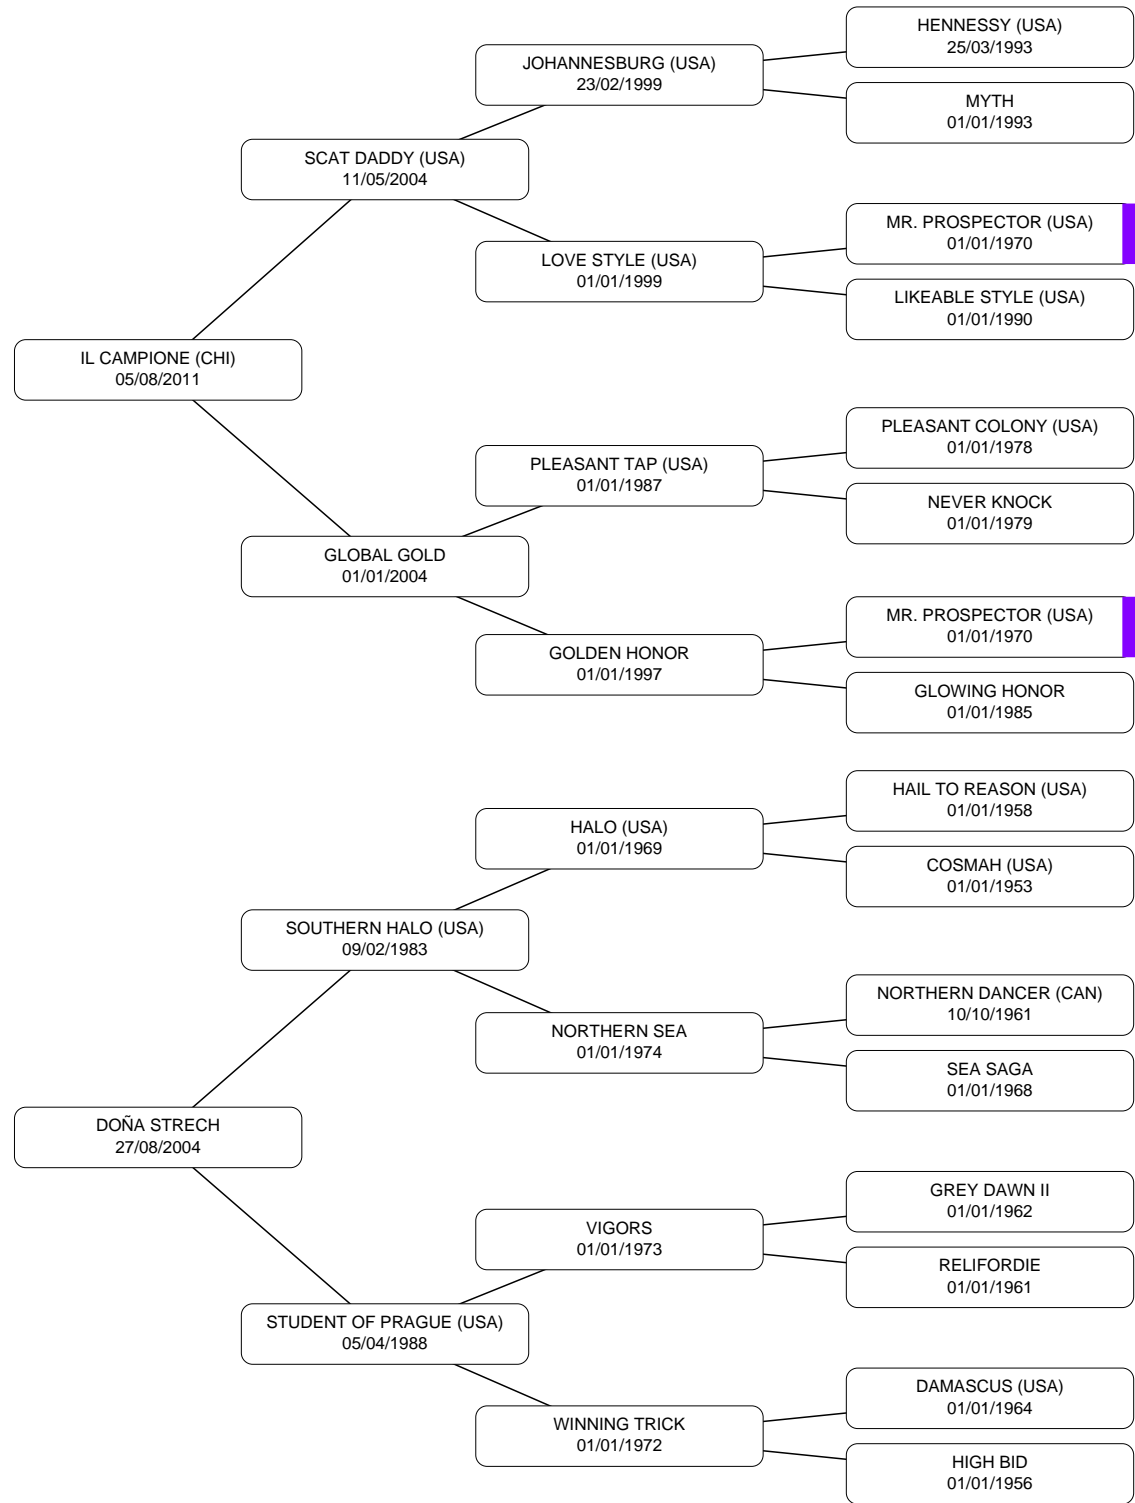 HENNESSY (USA)
25/03/1993
JOHANNESBURG (USA)
23/02/1999
MYTH
01/01/1993
SCAT DADDY (USA)
11/05/2004
MR. PROSPECTOR (USA)
01/01/1970
LOVE STYLE (USA)
01/01/1999
LIKEABLE STYLE (USA)
01/01/1990
IL CAMPIONE (CHI)
05/08/2011
PLEASANT COLONY (USA)
01/01/1978
PLEASANT TAP (USA)
01/01/1987
NEVER KNOCK
01/01/1979
GLOBAL GOLD
01/01/2004
MR. PROSPECTOR (USA)
01/01/1970
GOLDEN HONOR
01/01/1997
GLOWING HONOR
01/01/1985
HAIL TO REASON (USA)
01/01/1958
HALO (USA)
01/01/1969
COSMAH (USA)
01/01/1953
SOUTHERN HALO (USA)
09/02/1983
NORTHERN DANCER (CAN)
10/10/1961
NORTHERN SEA
01/01/1974
SEA SAGA
01/01/1968
DOÑA STRECH
27/08/2004
GREY DAWN II
01/01/1962
VIGORS
01/01/1973
RELIFORDIE
01/01/1961
STUDENT OF PRAGUE (USA)
05/04/1988
DAMASCUS (USA)
01/01/1964
WINNING TRICK
01/01/1972
HIGH BID
01/01/1956